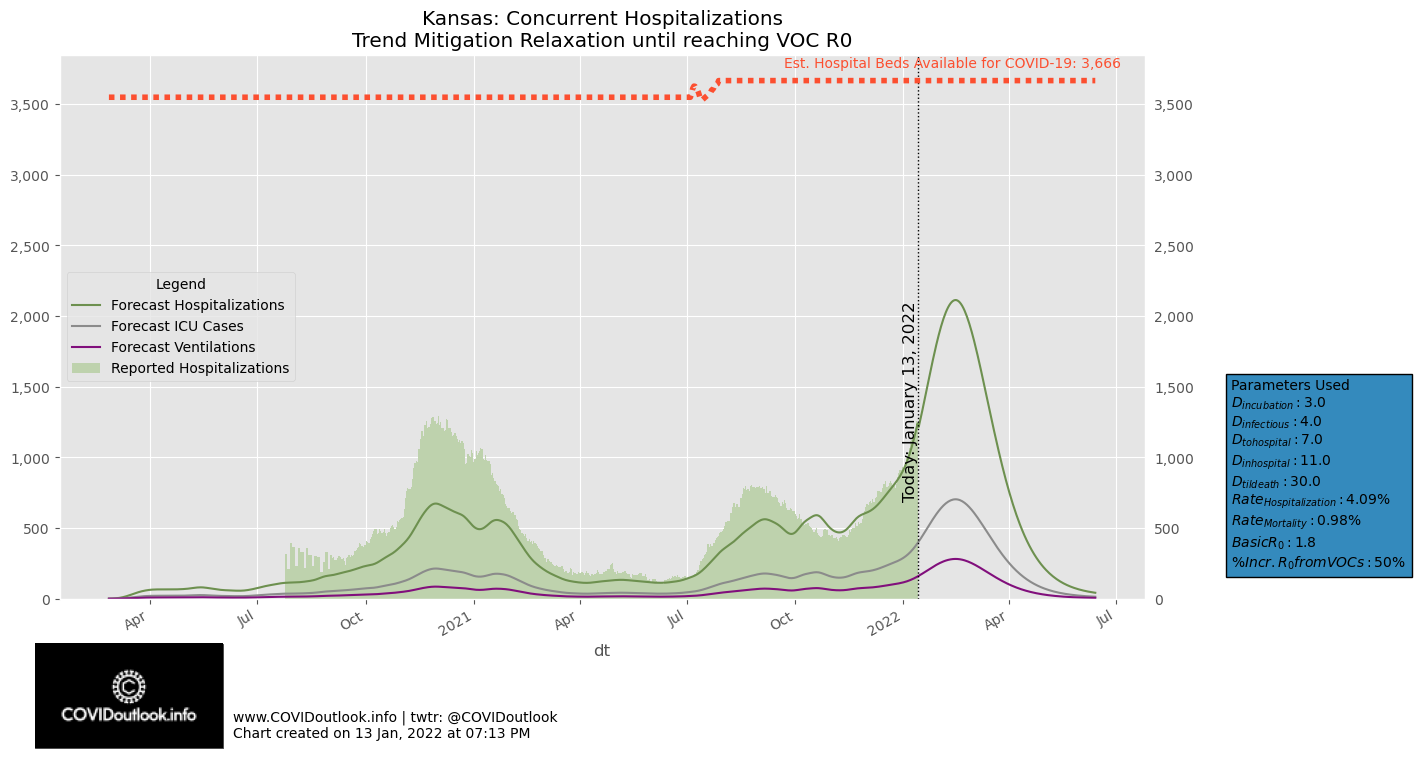 Kansas: Concurrent Hospitalizations
Trend Mitigation Relaxation until reaching VOC R0
Est. Hospital Beds Available for COVID-19: 3,666
3,500 3,500
3,000 3,000
2,500 2,500
2,000 2,000
1,500 1,500
1,000 1,000
500 500
0 0
Legend
Forecast Hospitalizations
Forecast ICU Cases
Forecast Ventilations
Reported Hospitalizations
Today: January 13, 2022
Parameters Used
D_incubation : 3.0
D_infectious : 4.0
D_tohospital : 7.0
D_inhospital : 11.0
D_tildeath : 30.0
Rate_Hospitalization : 4.09%
Rate_Mortality : 0.98%
BasicR_0 : 1.8
%Incr. R_0fromVOCs : 50%
Apr Jul Oct 2021 Apr Jul Oct 2022 Apr Jul
dt
COVIDoutlook.info
www.COVIDoutlook.info | twtr: @COVIDoutlook
Chart created on 13 Jan, 2022 at 07:13 PM